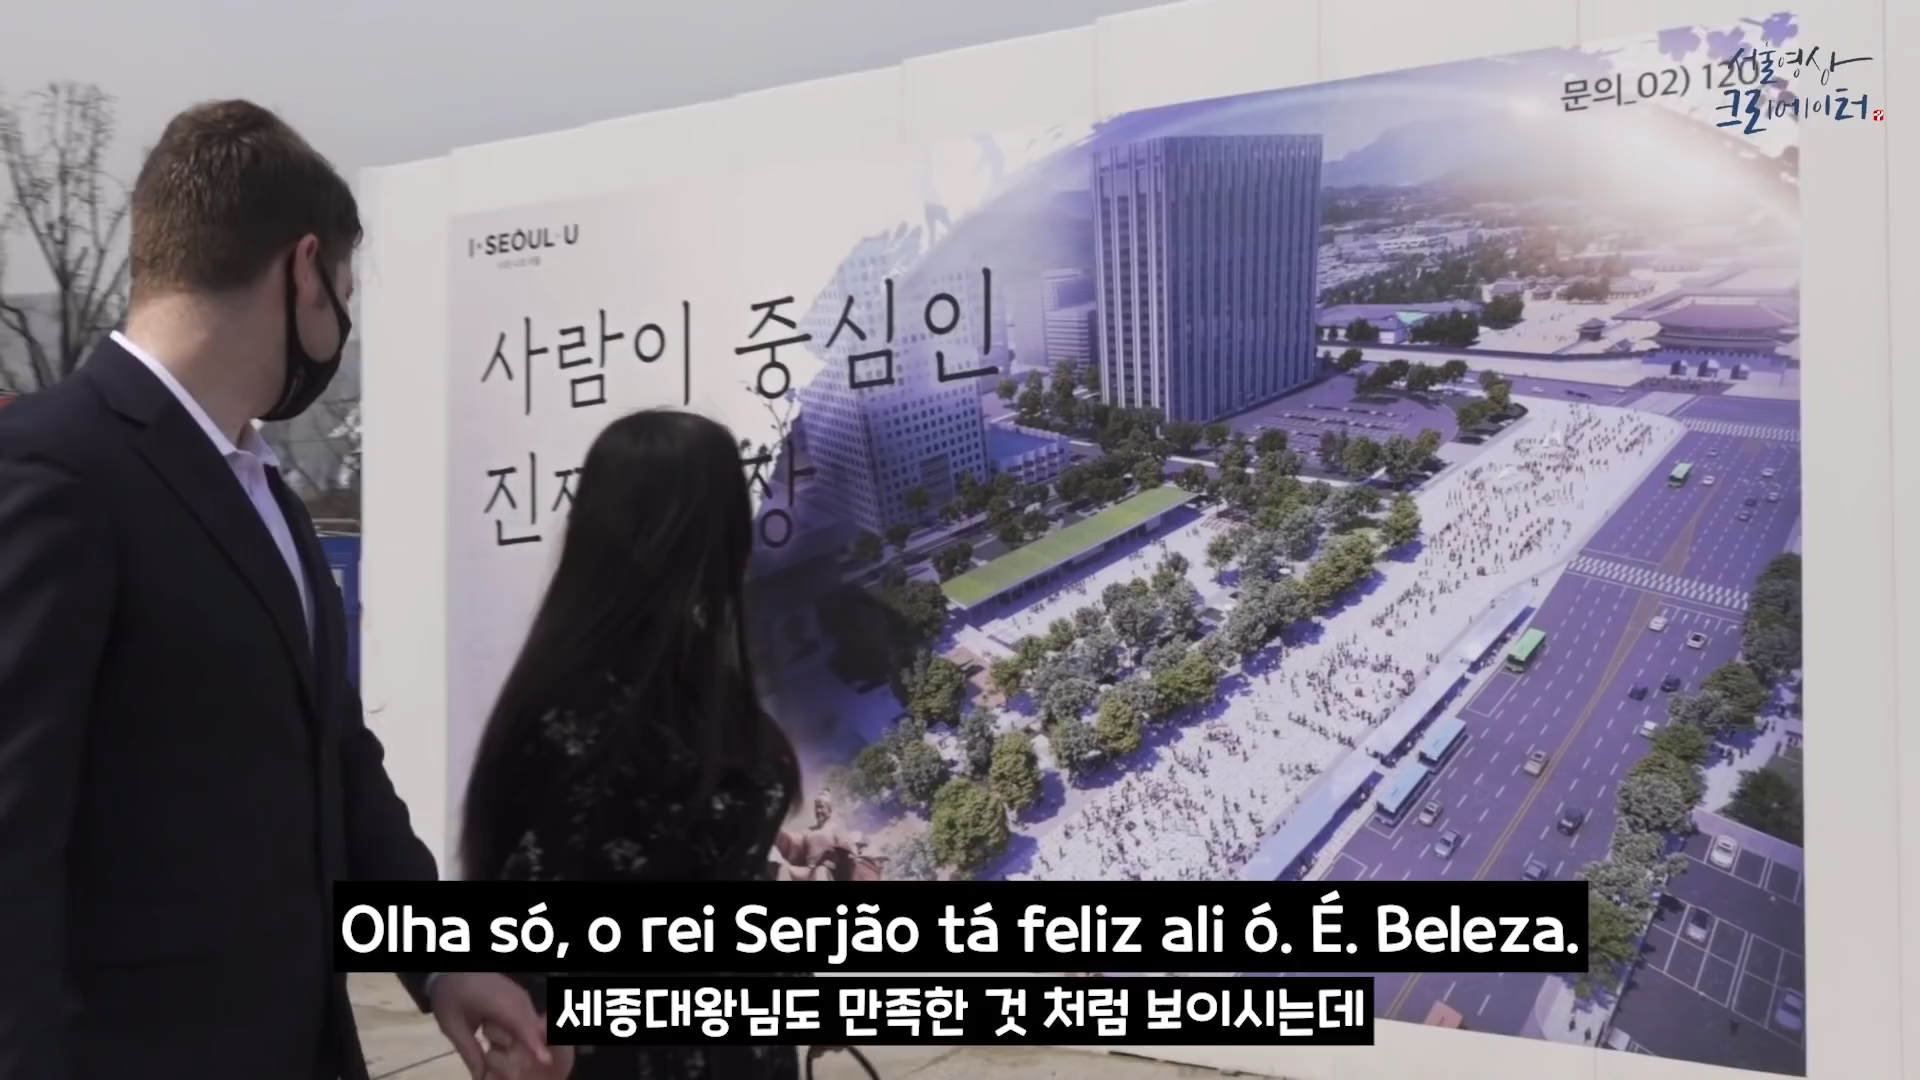 서울영상
크리에이터
문의_02) 120
I·SEOUL·U
사람이 중심인
Olha só, o rei Serjão tá feliz ali ó. É. Beleza.
세종대왕님도 만족한 것 처럼 보이시는데